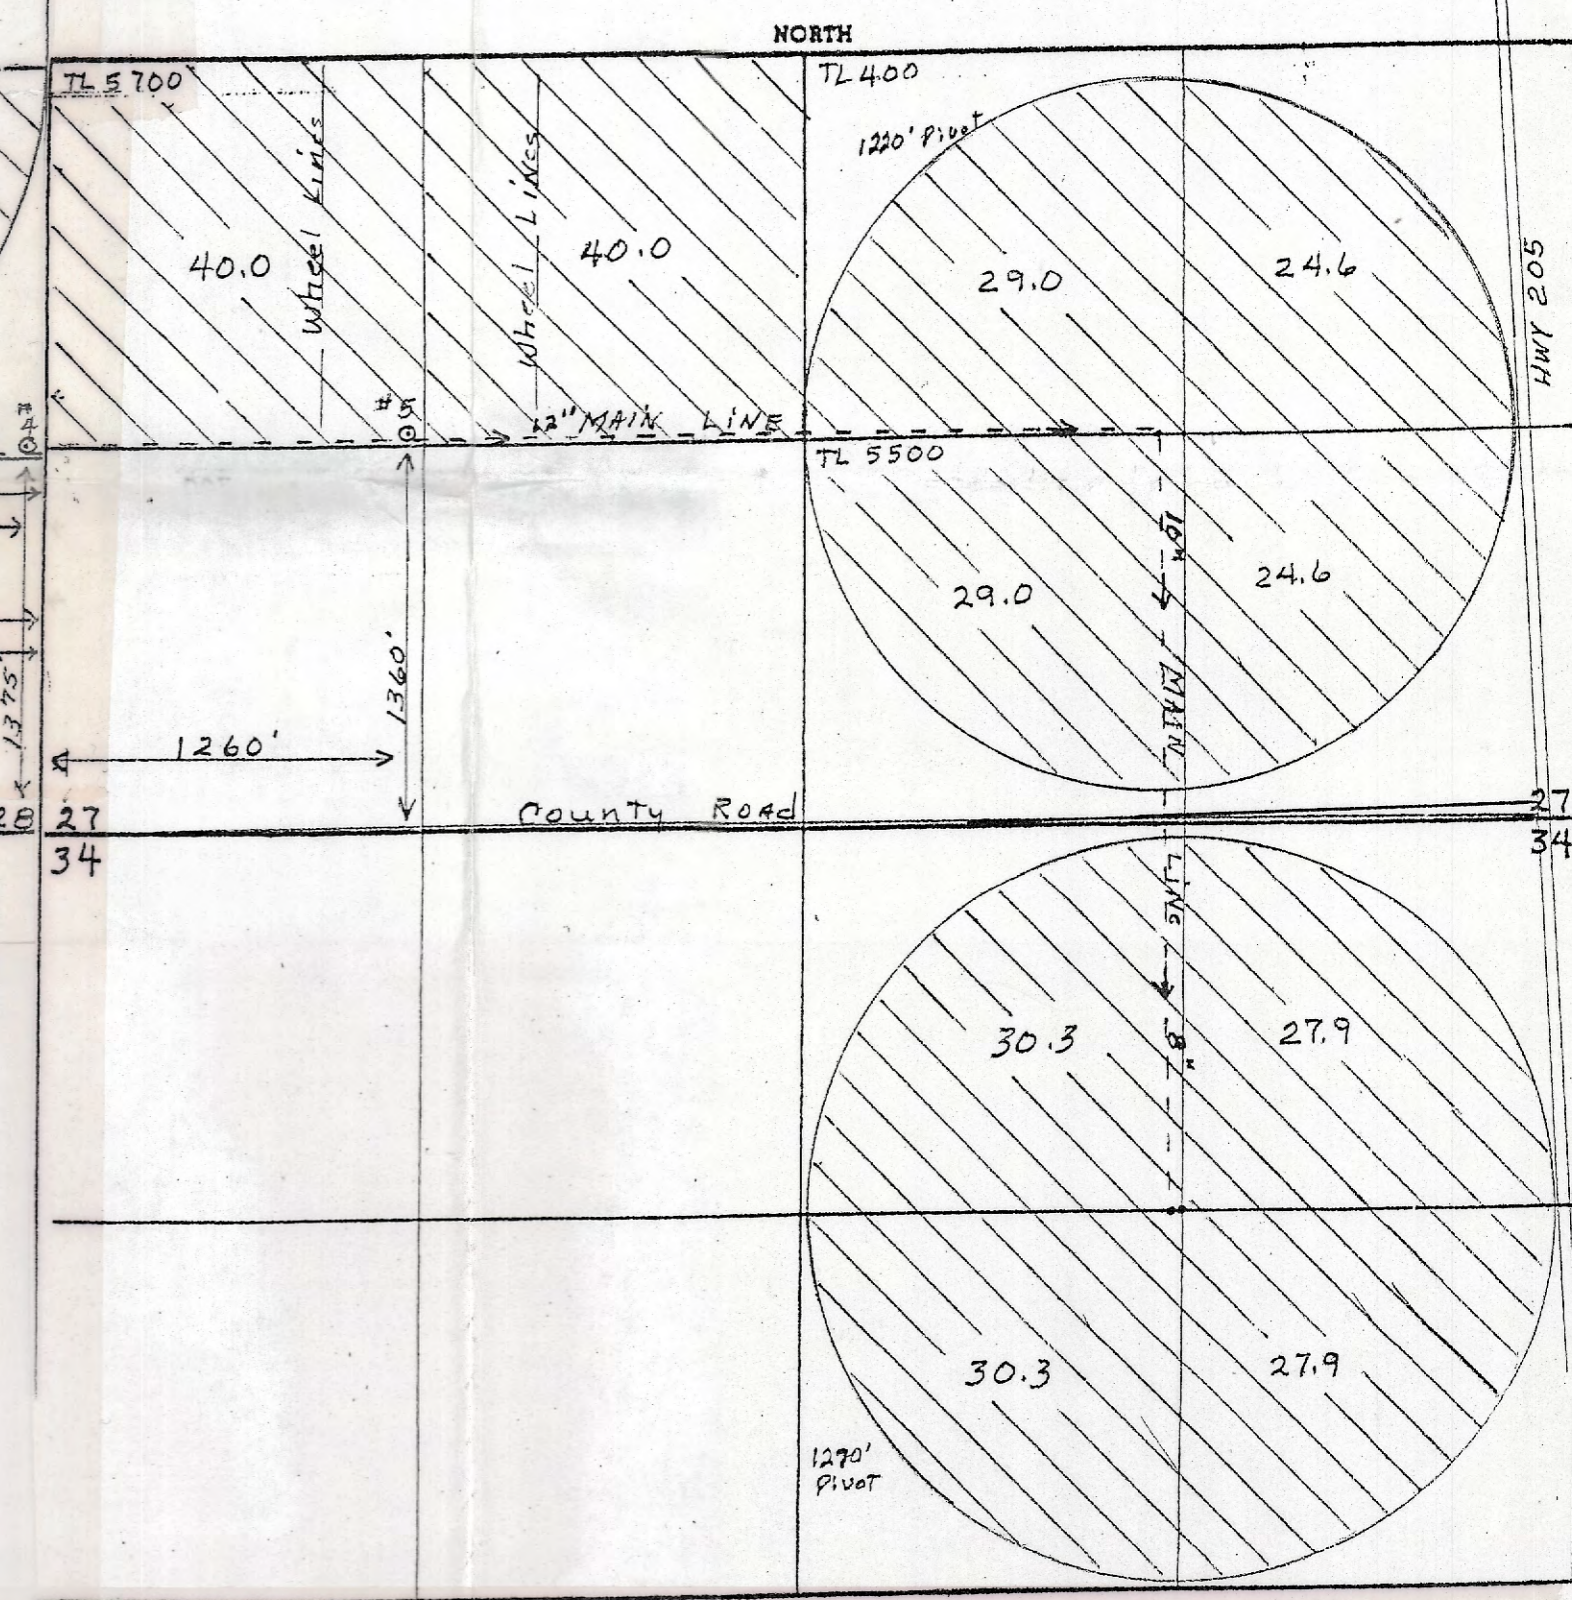 NORTH
TL 5700
TL 400
1220' Pivot
Wheel Lines
Wheel Lines
40.0
40.0
29.0
24.6
HWY 205
#4
#5
12" MAIN LINE
TL 5500
10"
MAIN
LINE
8"
29.0
24.6
1360'
1375'
1260'
County Road
28 27
34
27
34
30.3
27.9
30.3
27.9
1290'
Pivot